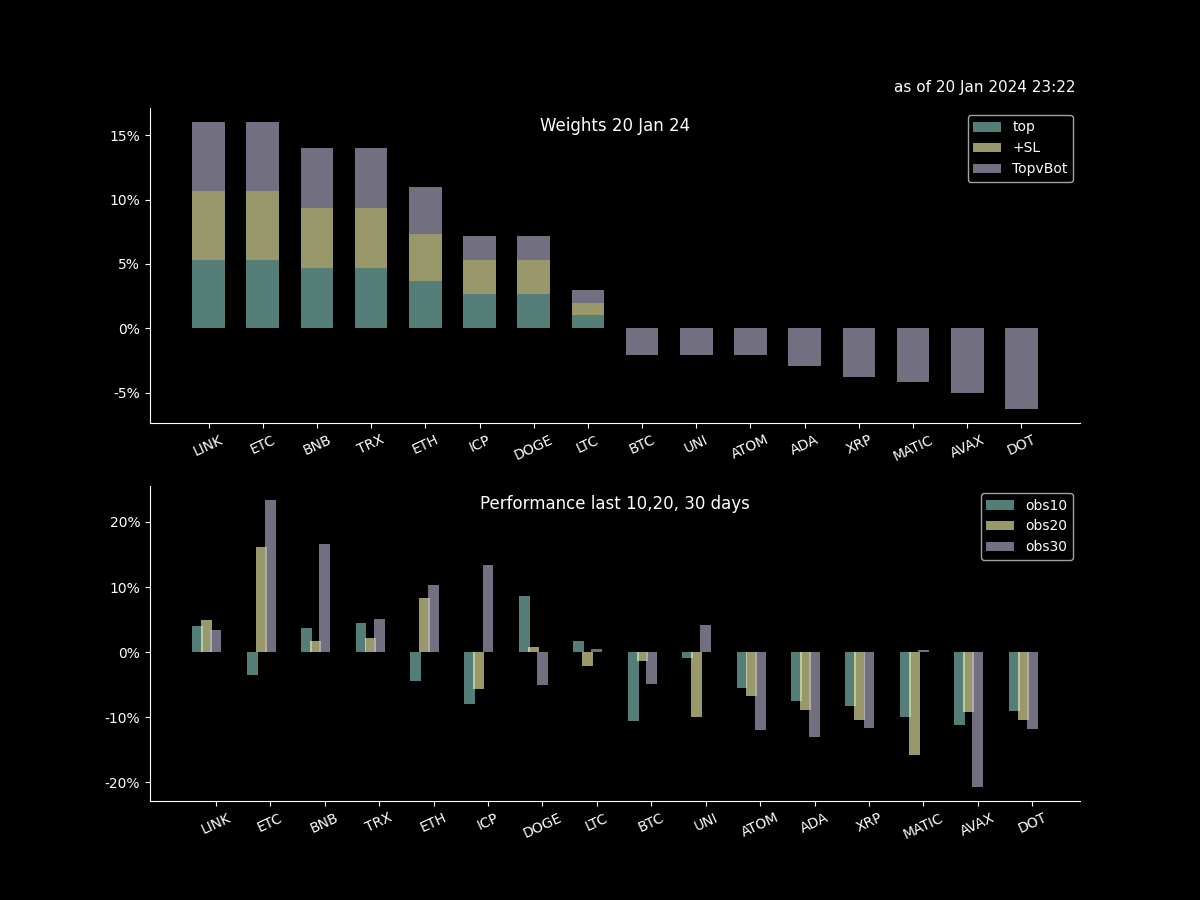 as of 20 Jan 2024 23:22
Weights 20 Jan 24
top
+SL
TopvBot
15%
10%
5%
0%
-5%
LINK ETC BNB TRX ETH ICP DOGE LTC BTC UNI ATOM ADA XRP MATIC AVAX DOT
Performance last 10,20, 30 days
obs10
obs20
obs30
20%
10%
0%
-10%
-20%
LINK ETC BNB TRX ETH ICP DOGE LTC BTC UNI ATOM ADA XRP MATIC AVAX DOT